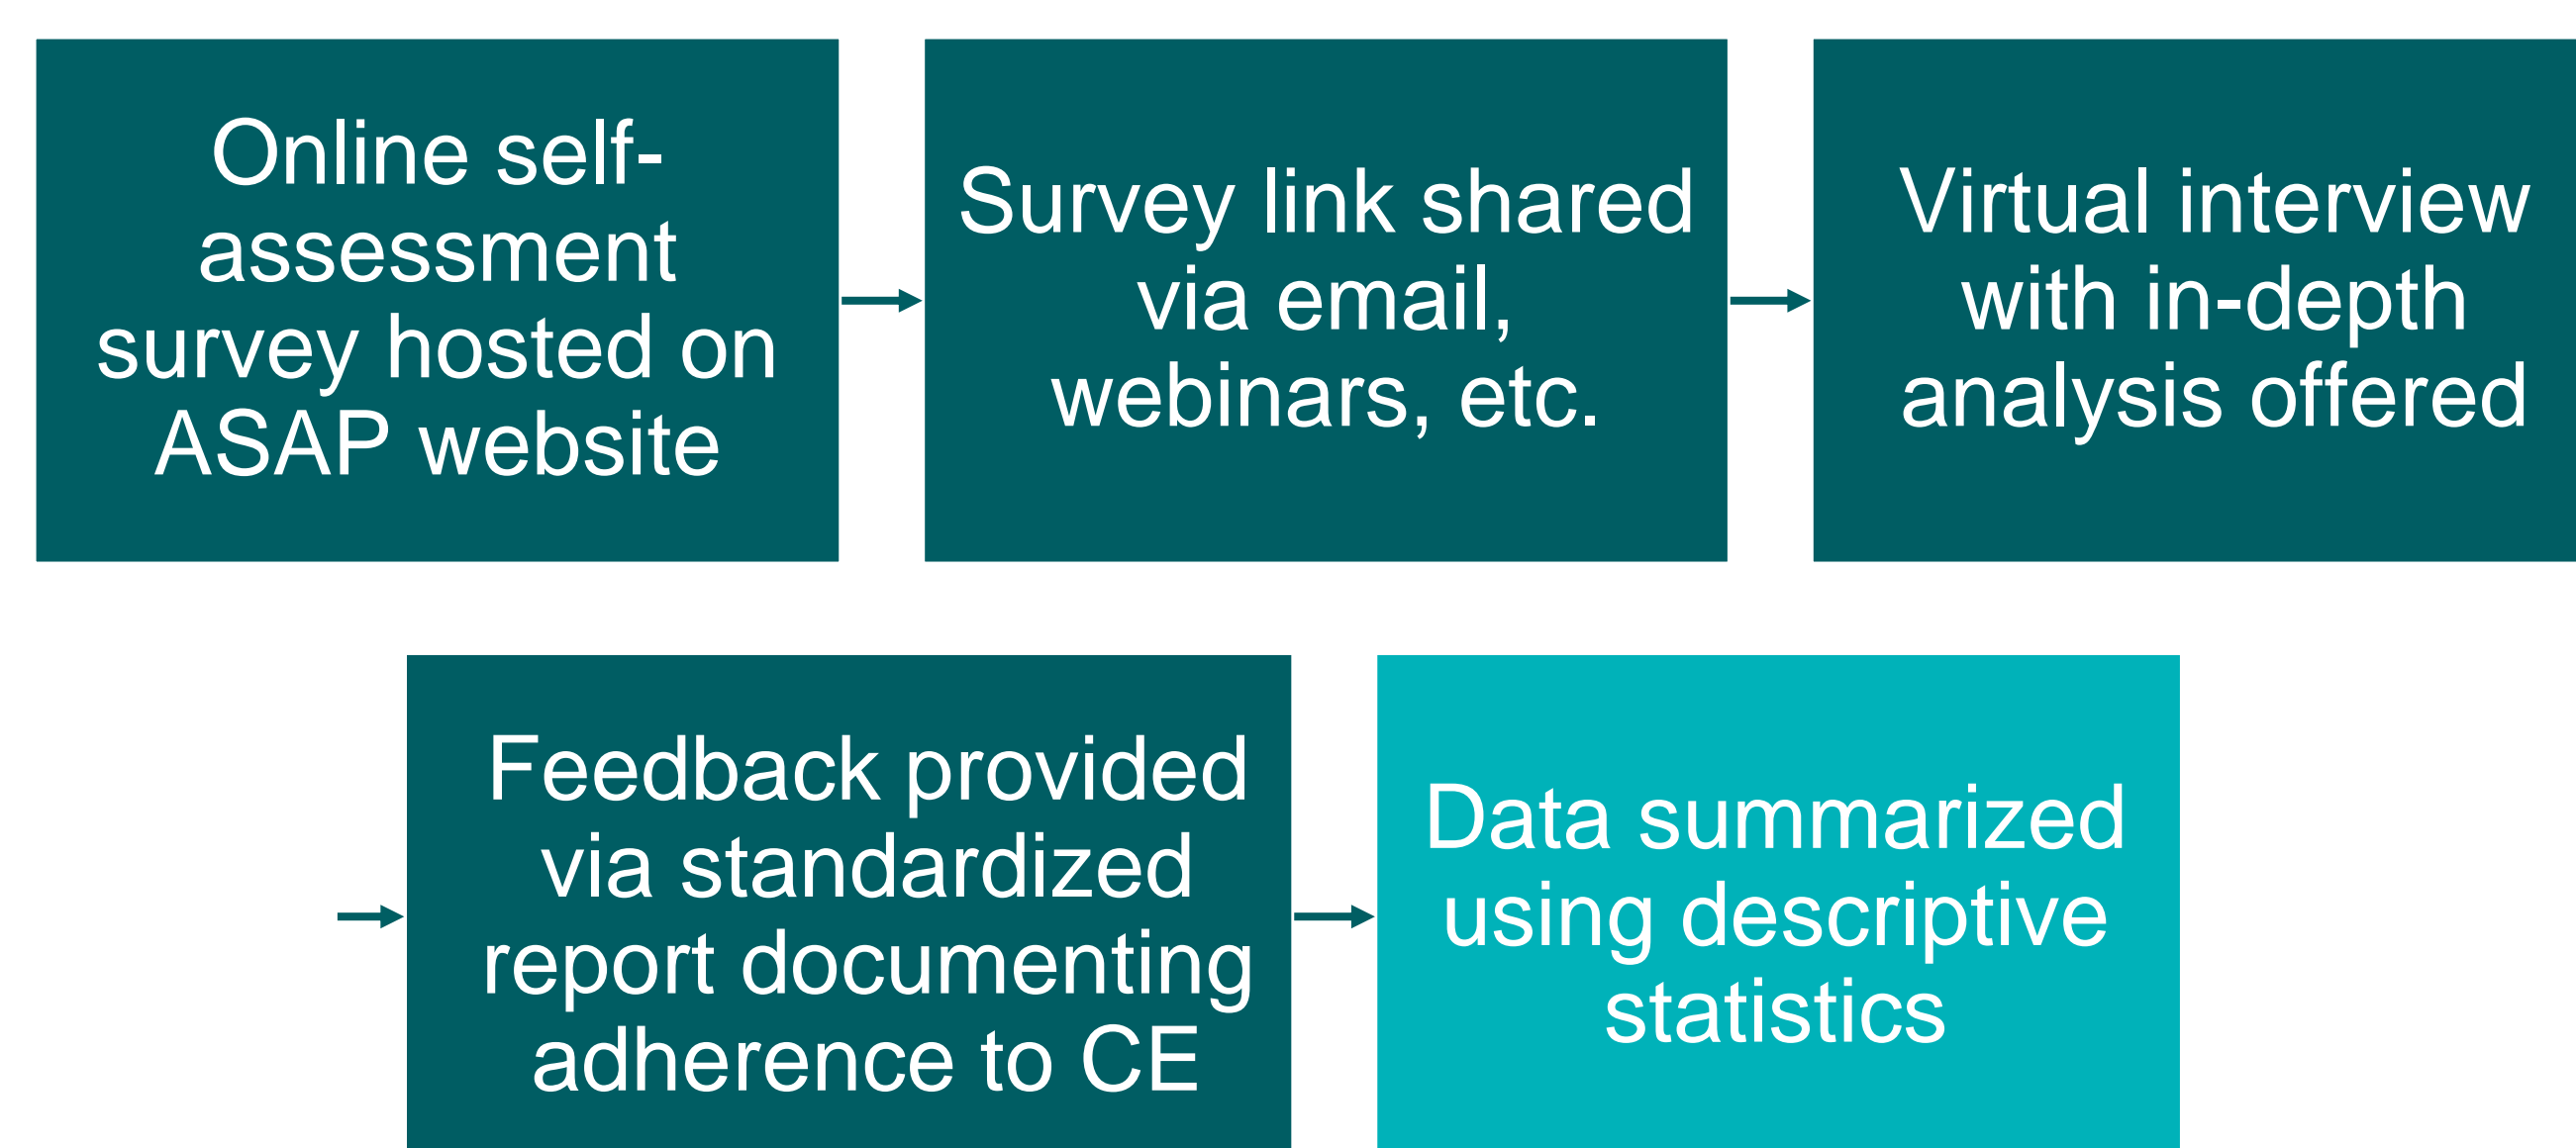 Online self-
assessment
survey hosted on
ASAP website
Survey link shared
via email,
webinars, etc.
Virtual interview
with in-depth
analysis offered
Feedback provided
via standardized
report documenting
adherence to CE
Data summarized
using descriptive
statistics